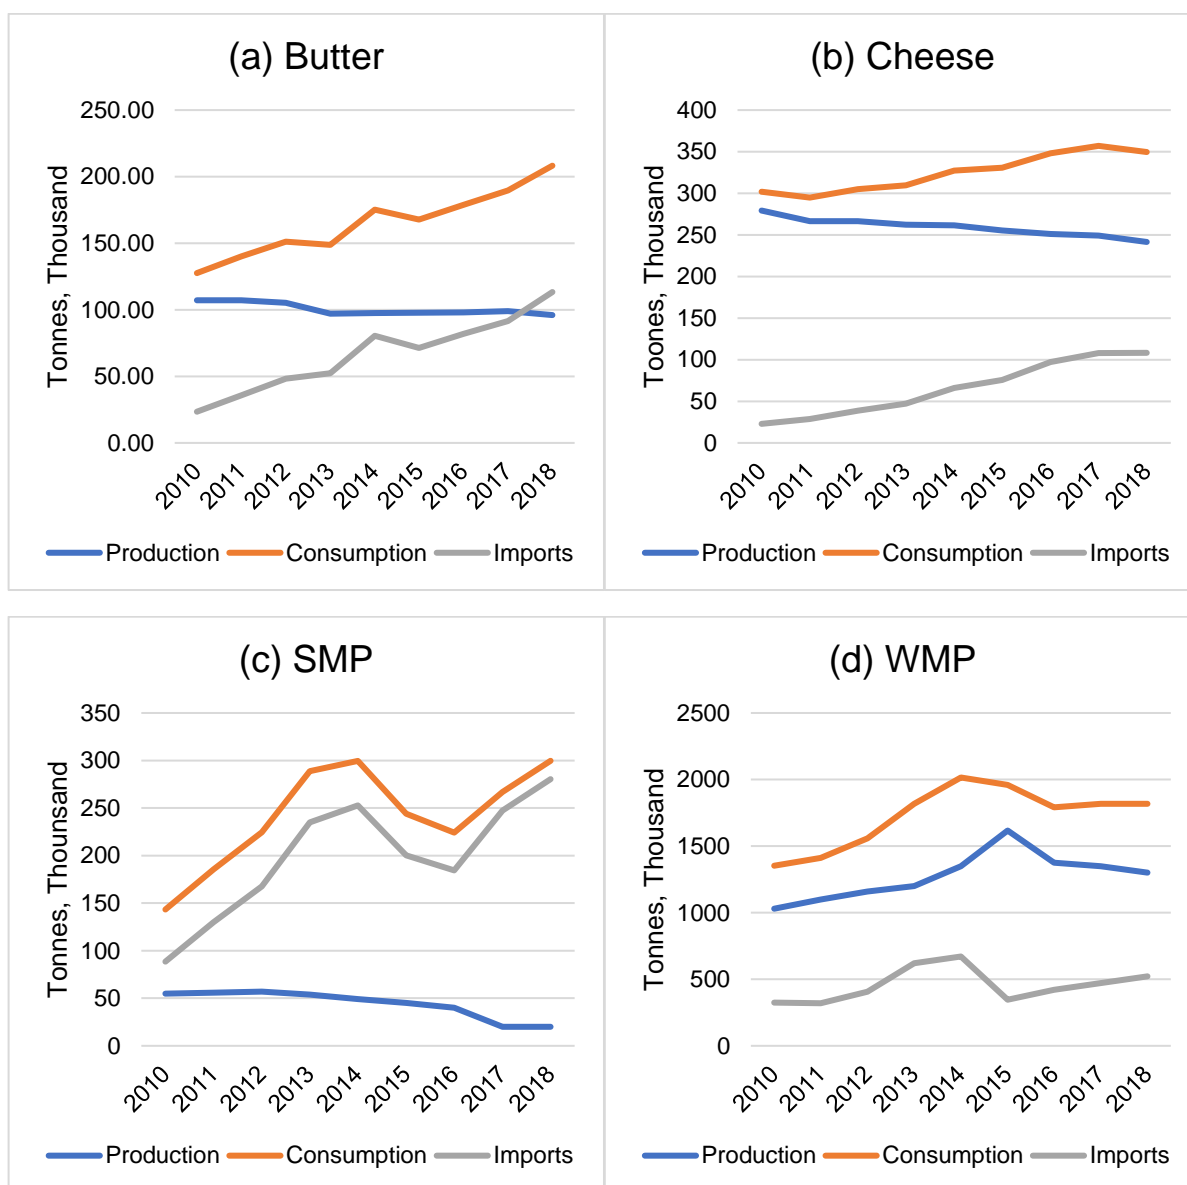 (a) Butter
Tonnes, Thousand
250.00
200.00
150.00
100.00
50.00
0.00
2010 2011 2012 2013 2014 2015 2016 2017 2018
Production Consumption Imports
(b) Cheese
Toones, Thousand
400
350
300
250
200
150
100
50
0
2010 2011 2012 2013 2014 2015 2016 2017 2018
Production Consumption Imports
(c) SMP
Tonnes, Thounsand
350
300
250
200
150
100
50
0
2010 2011 2012 2013 2014 2015 2016 2017 2018
Production Consumption Imports
(d) WMP
Tonnes, Thousand
2500
2000
1500
1000
500
0
2010 2011 2012 2013 2014 2015 2016 2017 2018
Production Consumption Imports